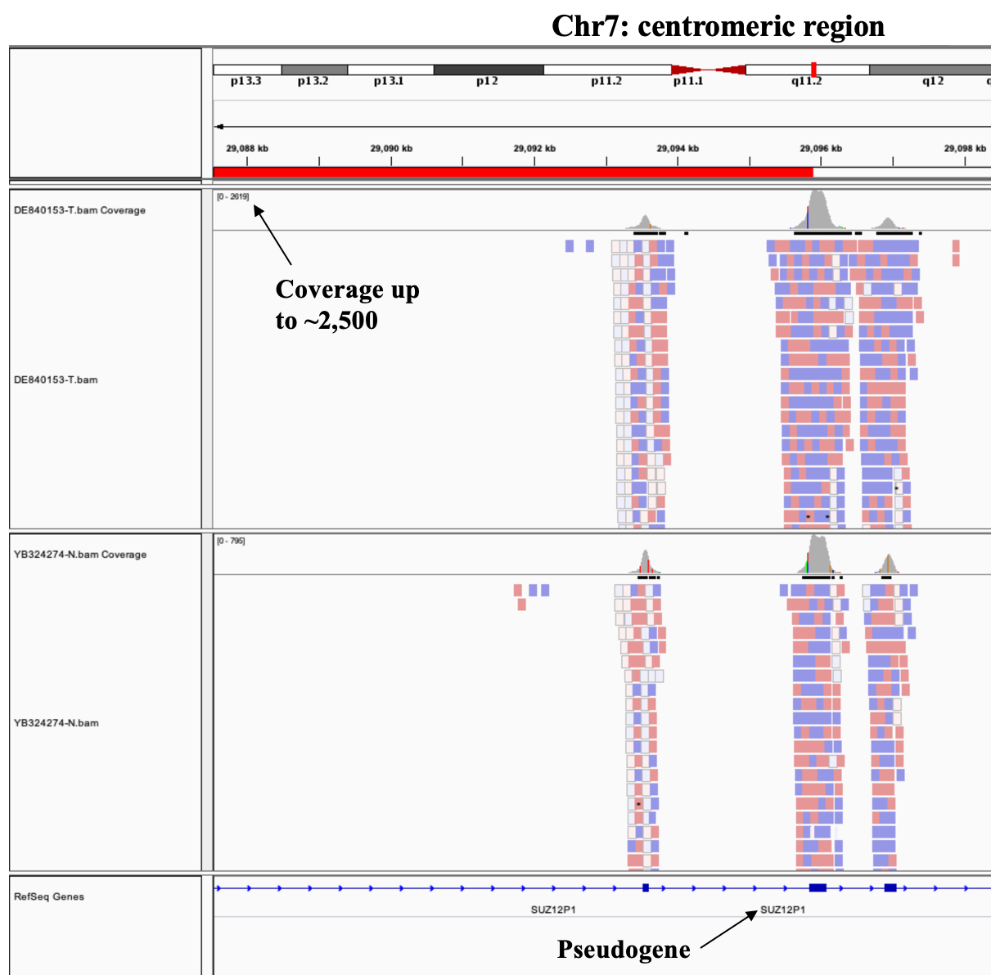 Chr7: centromeric region
p13.3 p13.2 p13.1 p12 p11.2 p11.1 q11.2 q12 q
29,088 kb 29,090 kb 29,092 kb 29,094 kb 29,096 kb 29,098 kb
[0 - 2619]
DE840153-T.bam Coverage
Coverage up
to ~2,500
DE840153-T.bam
[0 - 795]
YB324274-N.bam Coverage
YB324274-N.bam
RefSeq Genes
SUZ12P1 SUZ12P1
Pseudogene